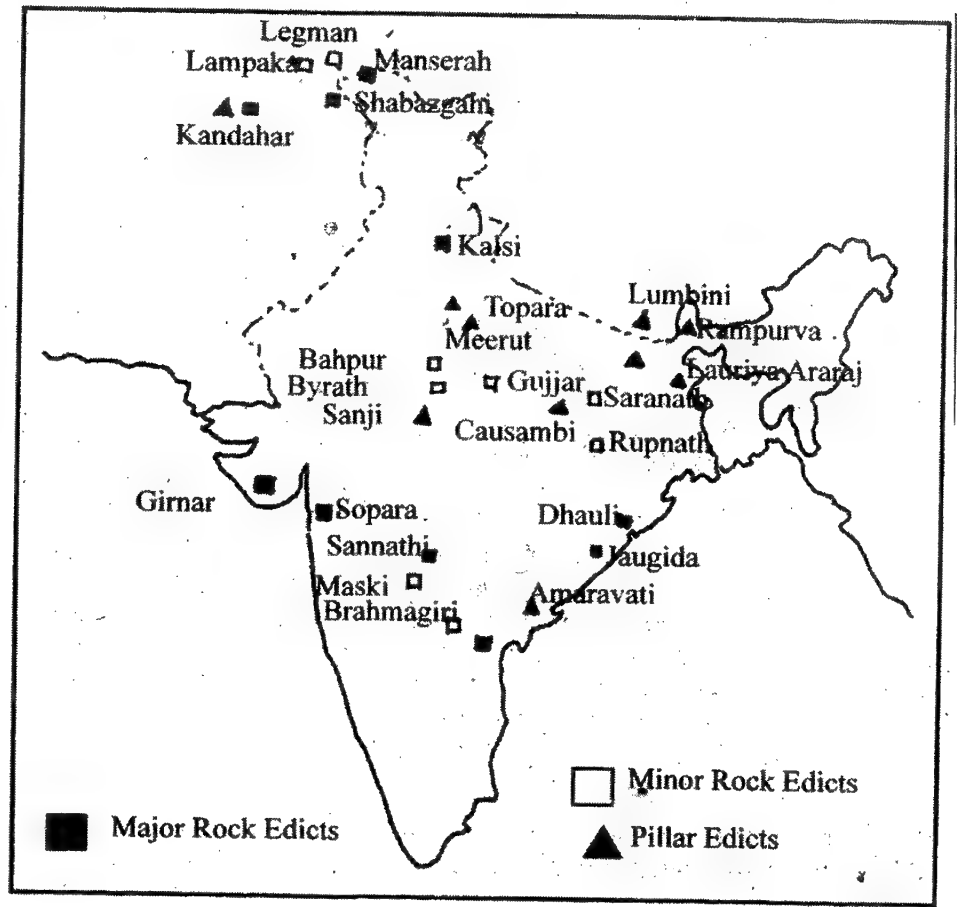 Legman
Lampaka
Manserah
Shabazgahi
Kandahar
Kalsi
Lumbini
Topara
Rampurva
Meerut
Bahpur
Lauriya-Araraj
Byrath
Gujjar
Saranath
Sanji
Causambi
Rupnath
Girnar
Sopara
Dhauli
Sannathi
Jaugida
Maski
Amaravati
Brahmagiri
Minor Rock Edicts
Major Rock Edicts
Pillar Edicts